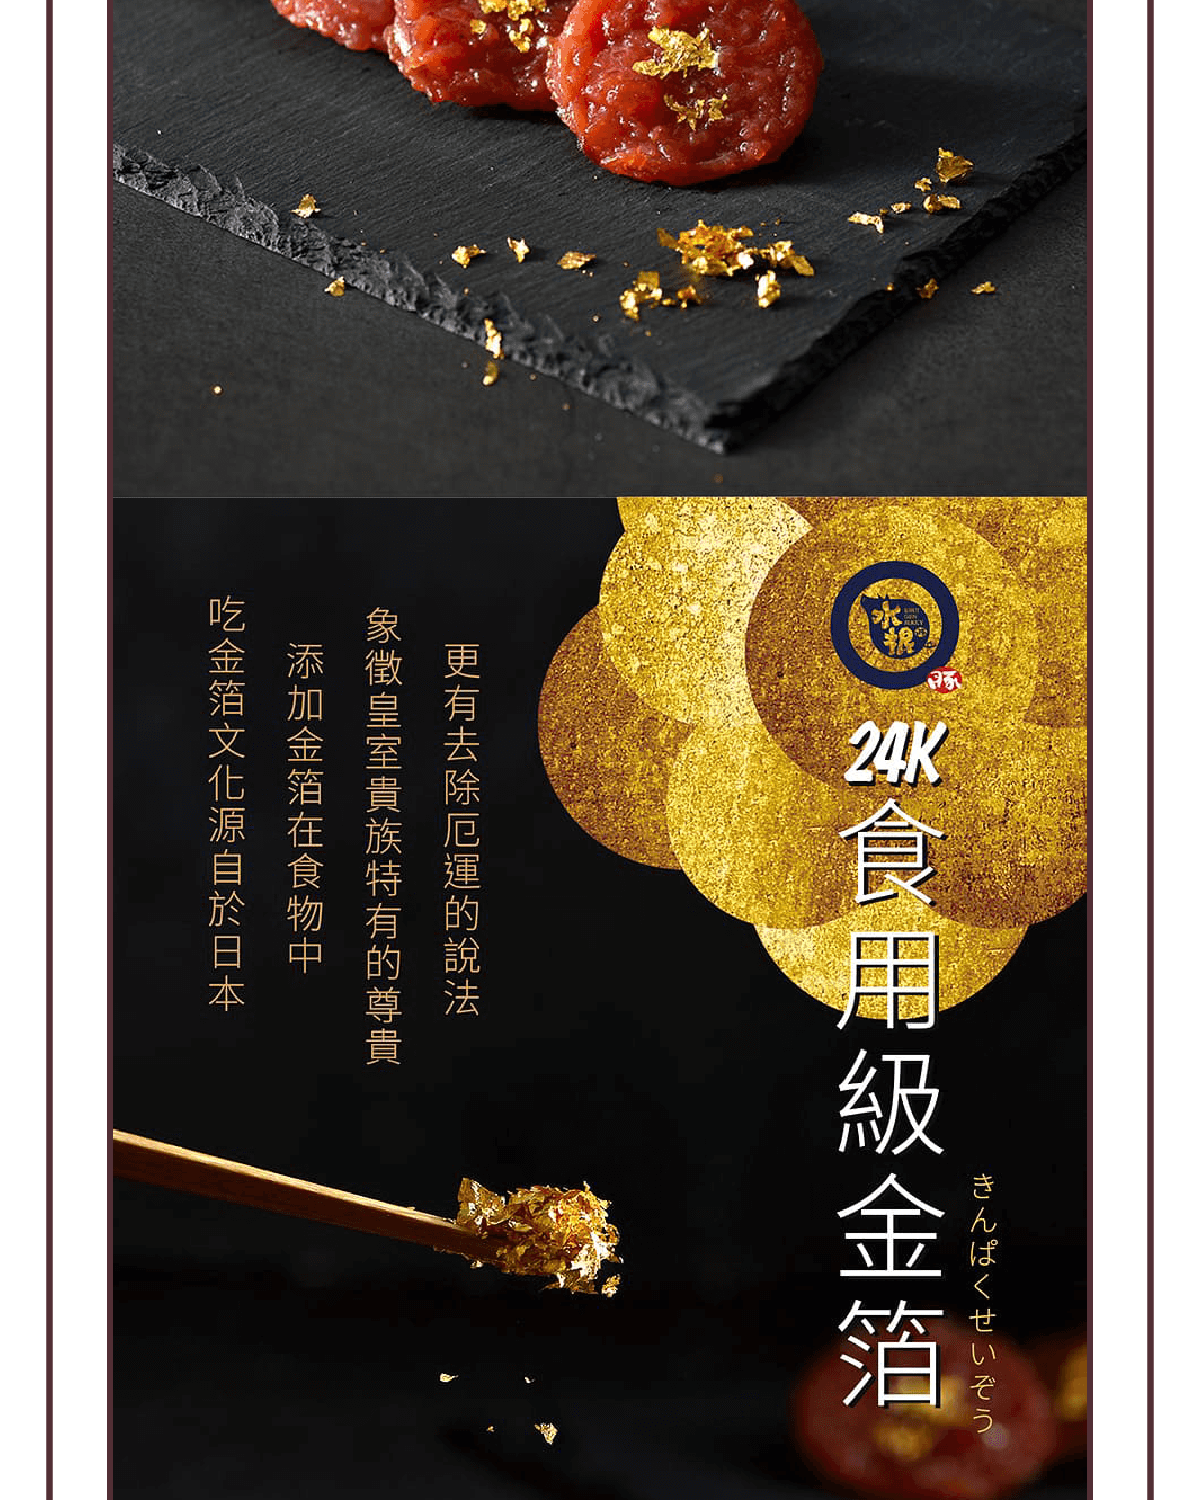 水根
豚
24K
食用級金箔
きんぱくせいぞう
吃金箔文化源自於日本
添加金箔在食物中
象徵皇室貴族特有的尊貴
更有去除厄運的說法